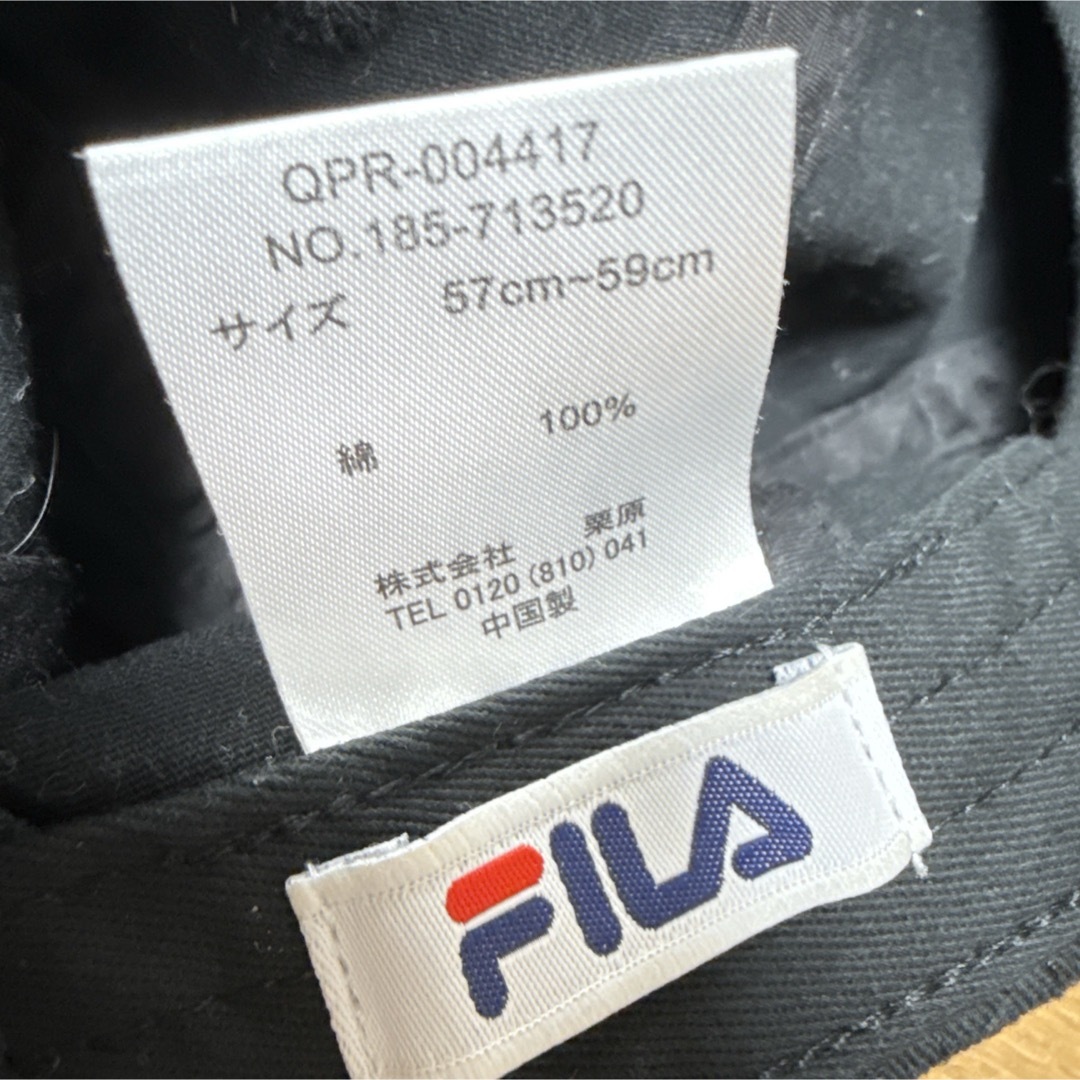 QPR-004417
NO.185-713520
サイズ 57cm~59cm
綿 100%
株式会社 栗原
TEL 0120 (810) 041
中国製
FILA